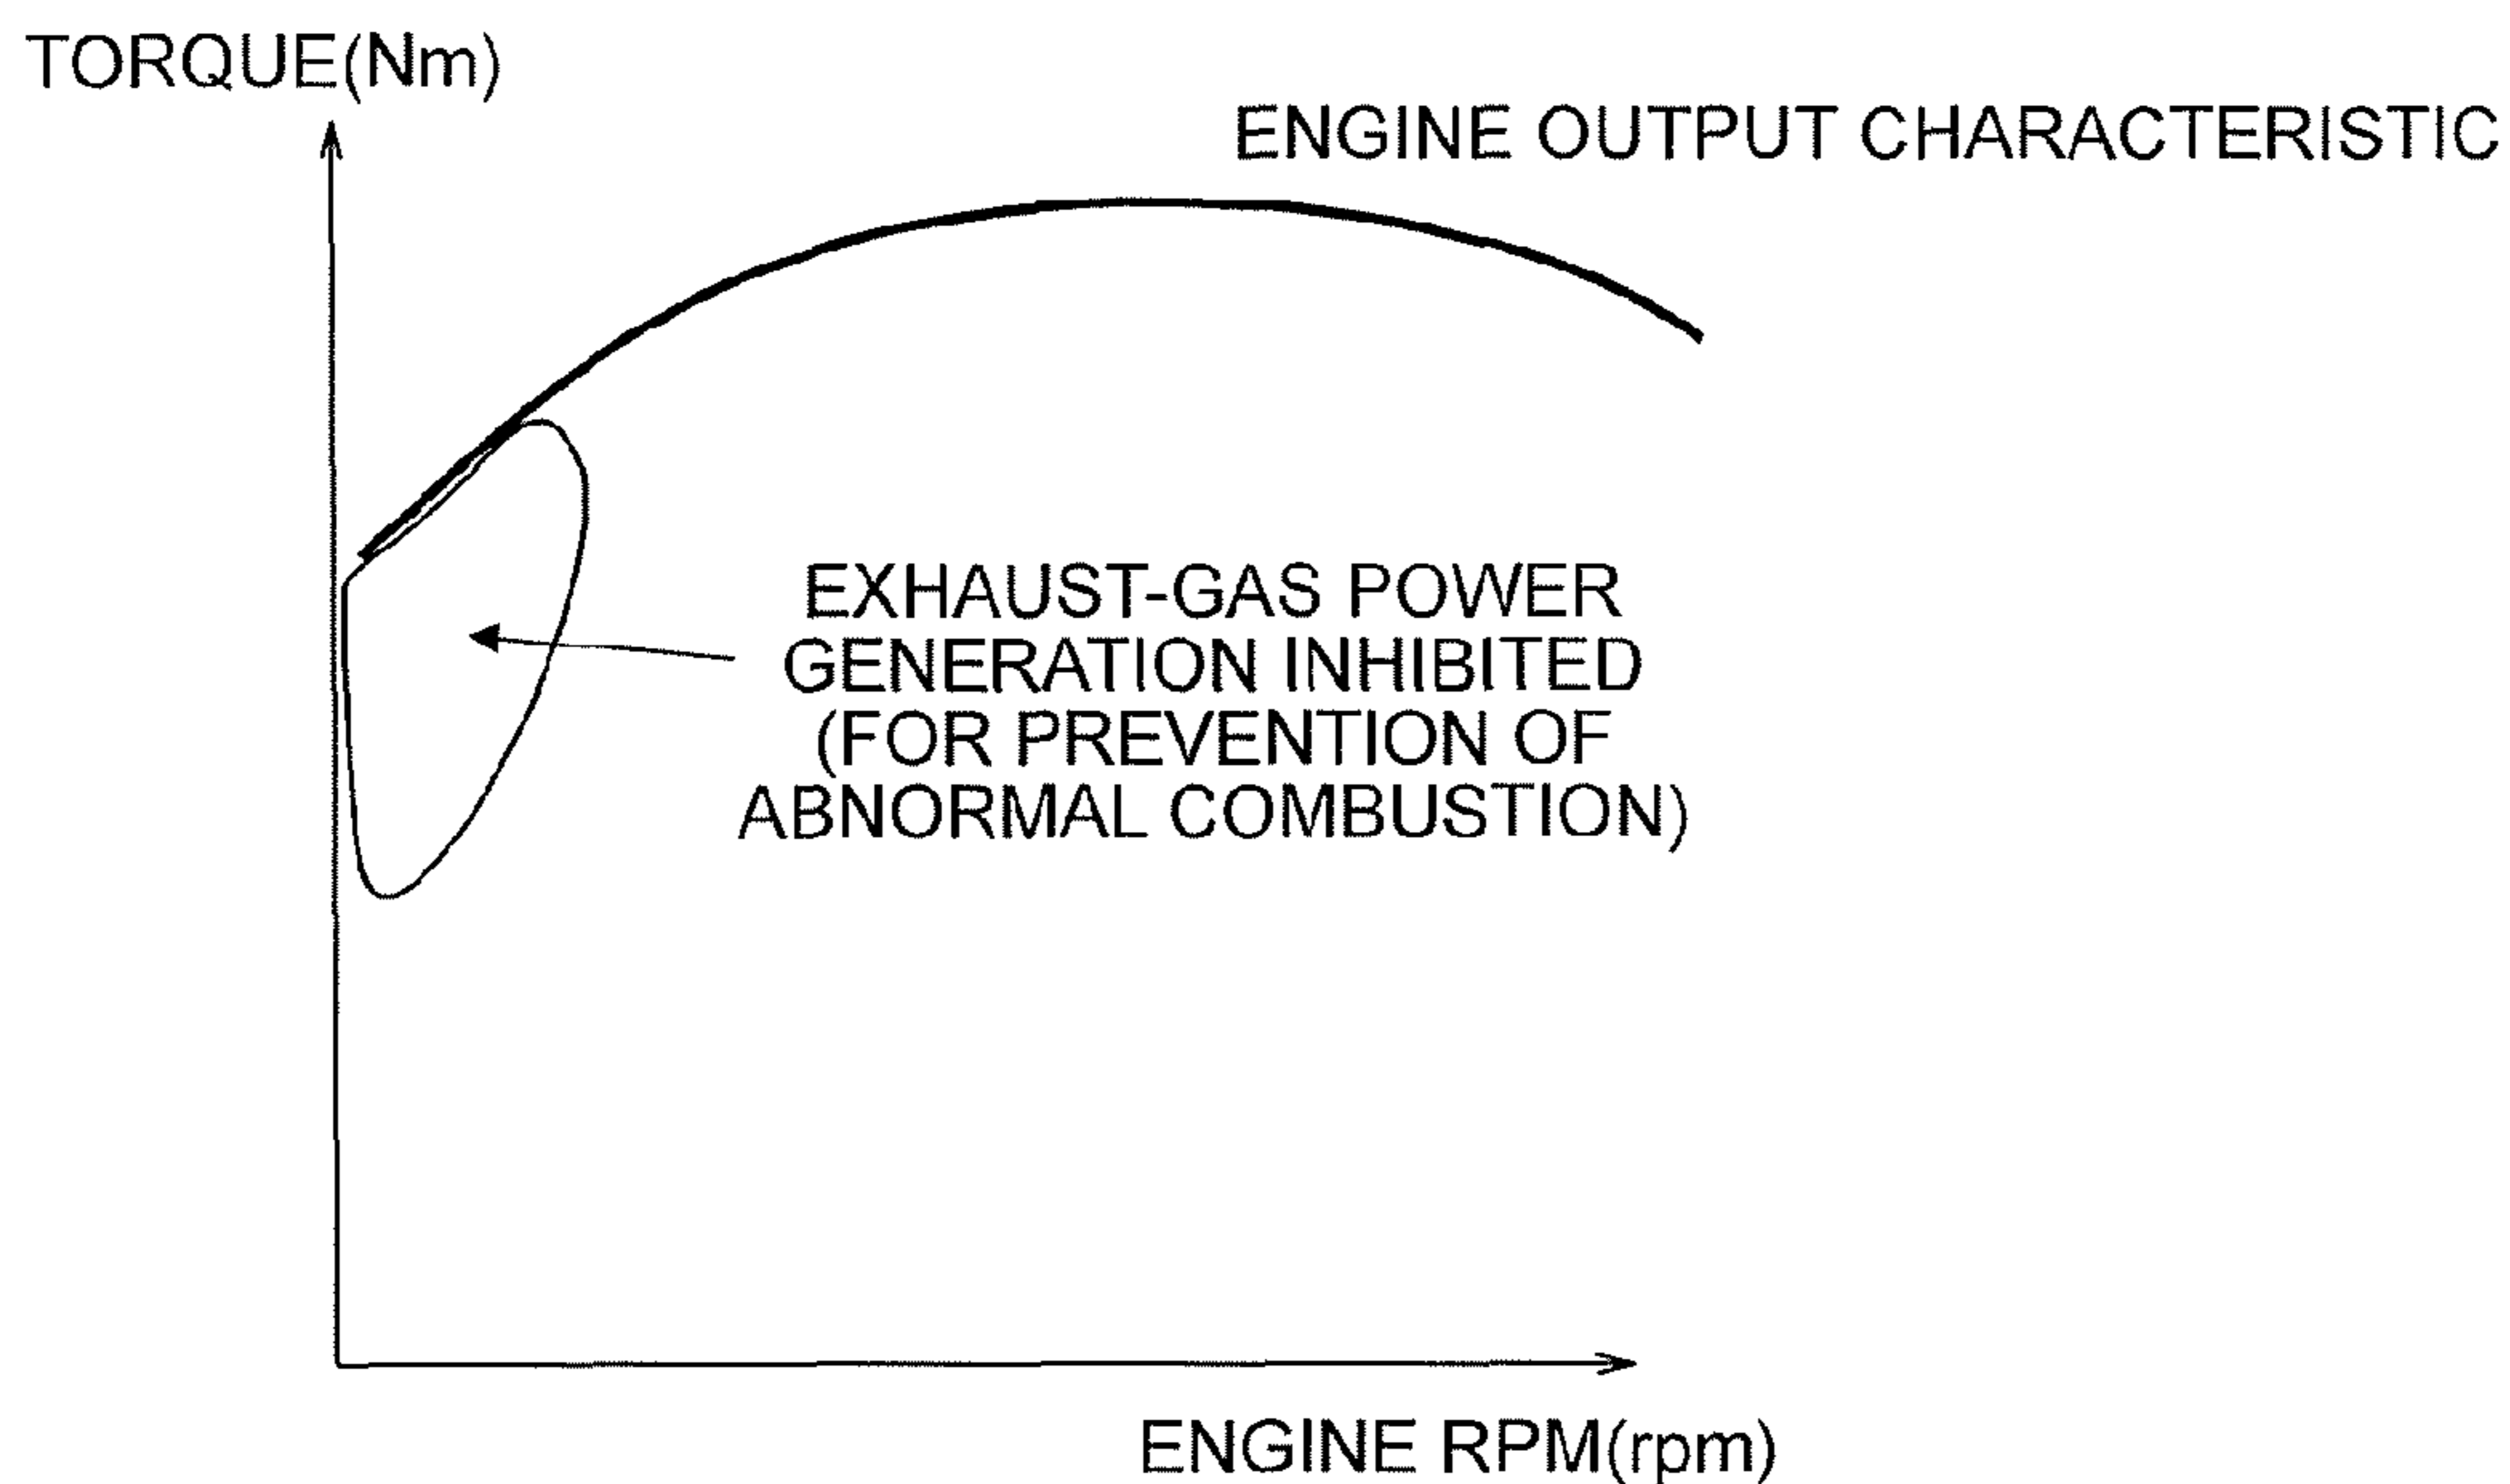 TORQUE(Nm)
ENGINE OUTPUT CHARACTERISTIC
EXHAUST-GAS POWER
GENERATION INHIBITED
(FOR PREVENTION OF
ABNORMAL COMBUSTION)
ENGINE RPM(rpm)